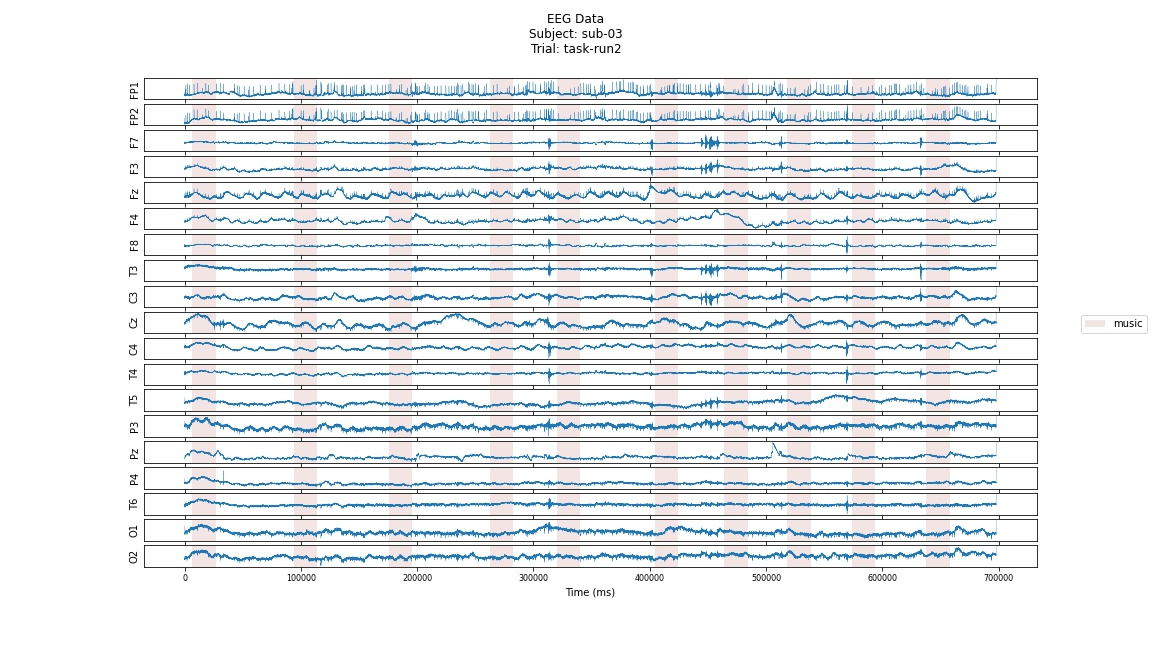 EEG Data
Subject: sub-03
Trial: task-run2
FP1
FP2
F7
F3
Fz
F4
F8
T3
C3
Cz
C4
T4
T5
P3
Pz
P4
T6
O1
O2
music
0 100000 200000 300000 400000 500000 600000 700000
Time (ms)